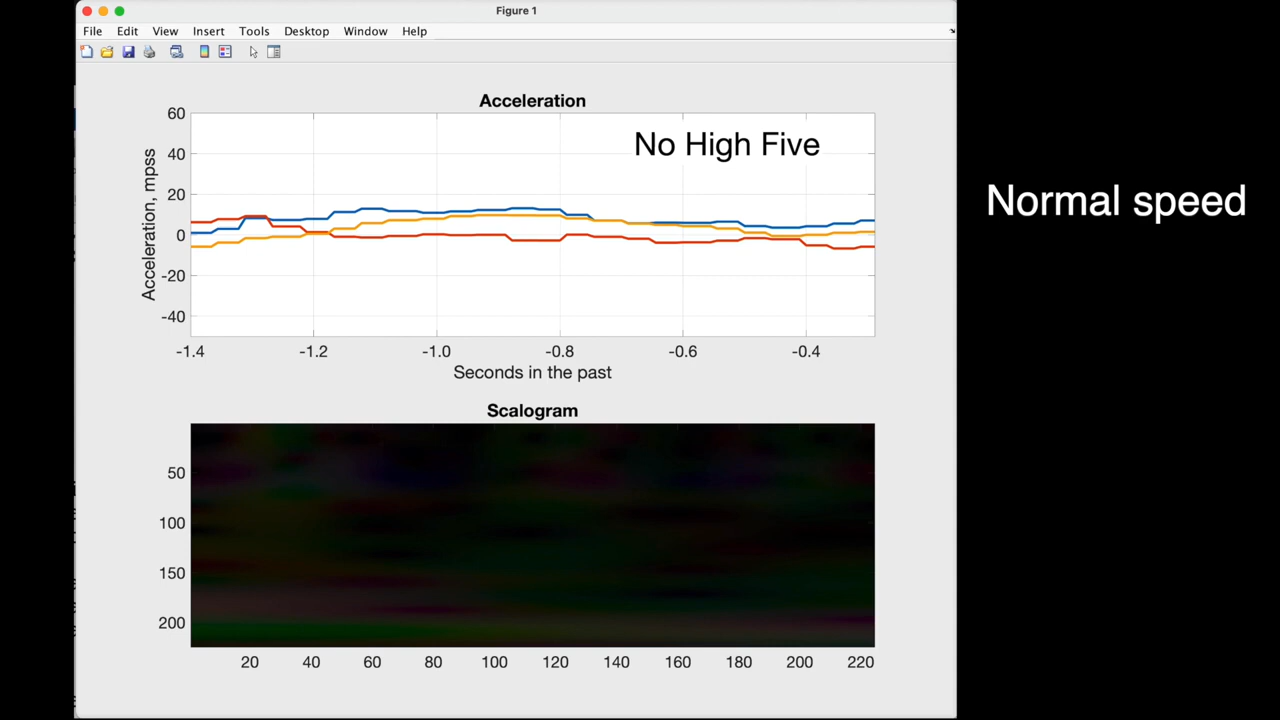 Figure 1
File Edit View Insert Tools Desktop Window Help
Acceleration
No High Five
Normal speed
60
40
20
0
-20
-40
Acceleration, mpss
-1.4 -1.2 -1.0 -0.8 -0.6 -0.4
Seconds in the past
Scalogram
50
100
150
200
20 40 60 80 100 120 140 160 180 200 220